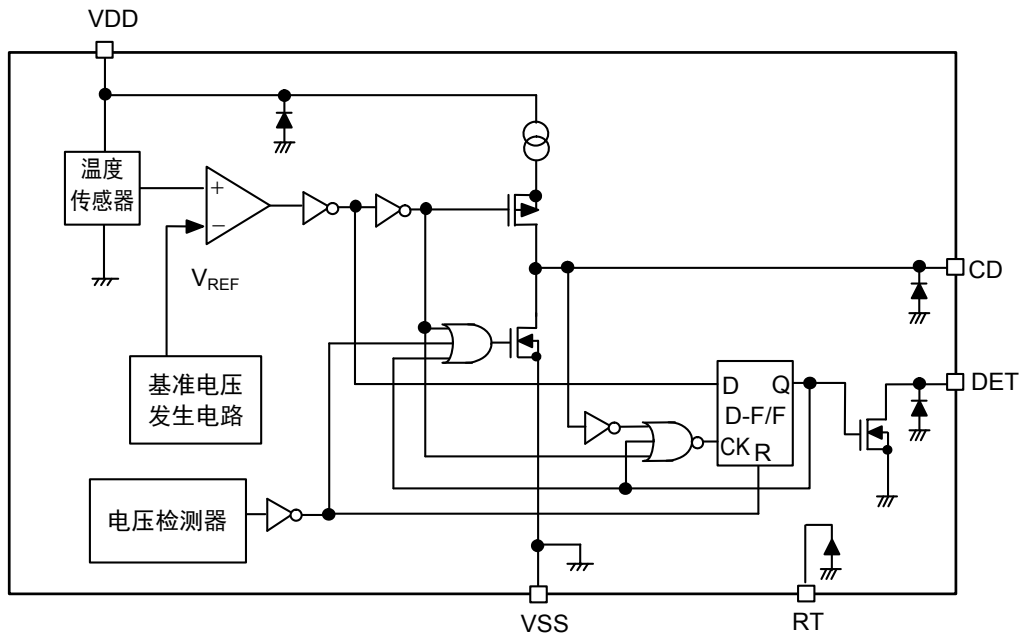 VDD
温度
传感器
+
−
VREF
基准电压
发生电路
电压检测器
CD
DET
D Q
D-F/F
CK R
VSS
RT